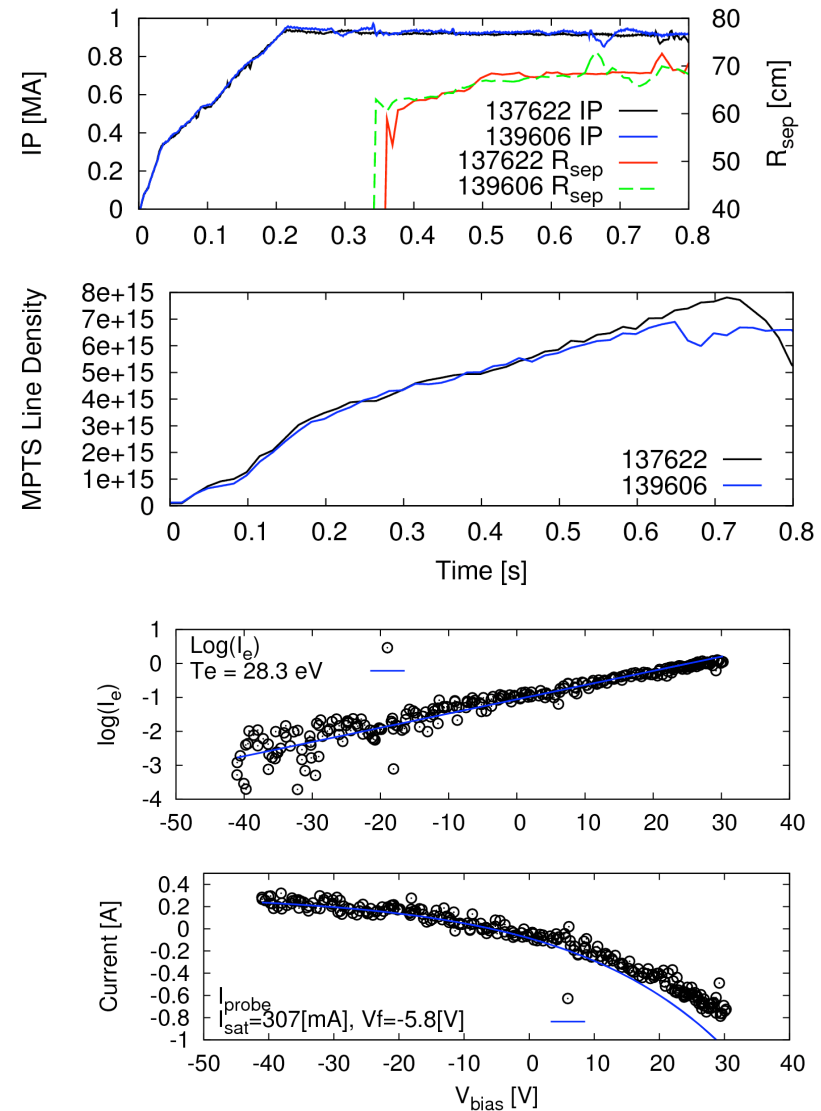 1
0.8
0.6
0.4
0.2
0
IP [MA]
80
70
60
50
40
R_sep [cm]
137622 IP
139606 IP
137622 R_sep
139606 R_sep
0 0.1 0.2 0.3 0.4 0.5 0.6 0.7 0.8
8e+15
7e+15
6e+15
5e+15
4e+15
3e+15
2e+15
1e+15
0
MPTS Line Density
137622
139606
0 0.1 0.2 0.3 0.4 0.5 0.6 0.7 0.8
Time [s]
1
0
-1
-2
-3
-4
log(I_e)
Log(I_e)
Te = 28.3 eV
-50 -40 -30 -20 -10 0 10 20 30 40
0.4
0.2
0
-0.2
-0.4
-0.6
-0.8
-1
Current [A]
I_probe
I_sat=307[mA], Vf=-5.8[V]
-50 -40 -30 -20 -10 0 10 20 30 40
V_bias [V]